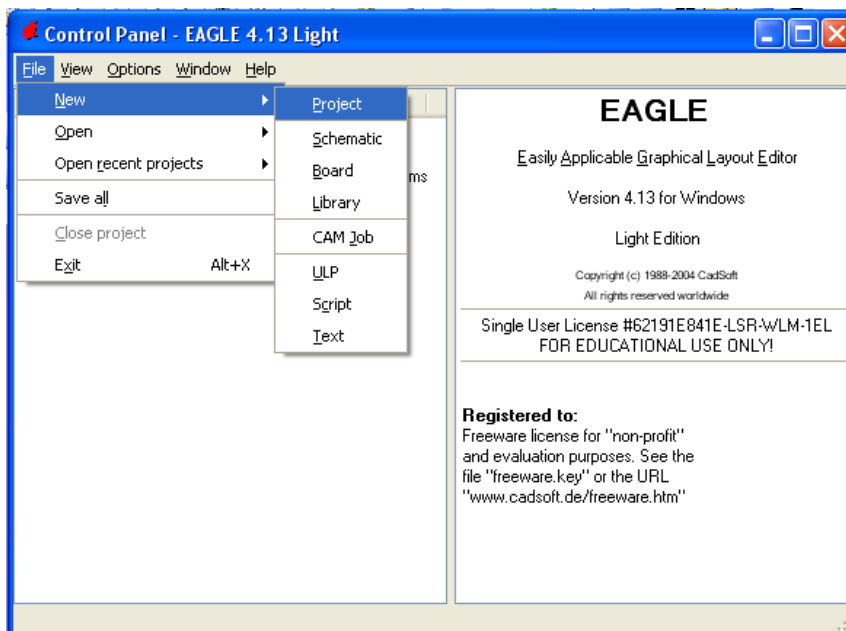 Control Panel - EAGLE 4.13 Light
File View Options Window Help
New
Open
Open recent projects
Save all
Close project
Exit Alt+X
Project
Schematic
Board
Library
CAM Job
ULP
Script
Text
ms
EAGLE
Easily Applicable Graphical Layout Editor
Version 4.13 for Windows
Light Edition
Copyright (c) 1988-2004 CadSoft
All rights reserved worldwide
Single User License #62191E841E-LSR-WLM-1EL
FOR EDUCATIONAL USE ONLY!
Registered to:
Freeware license for "non-profit"
and evaluation purposes. See the
file "freeware.key" or the URL
"www.cadsoft.de/freeware.htm"